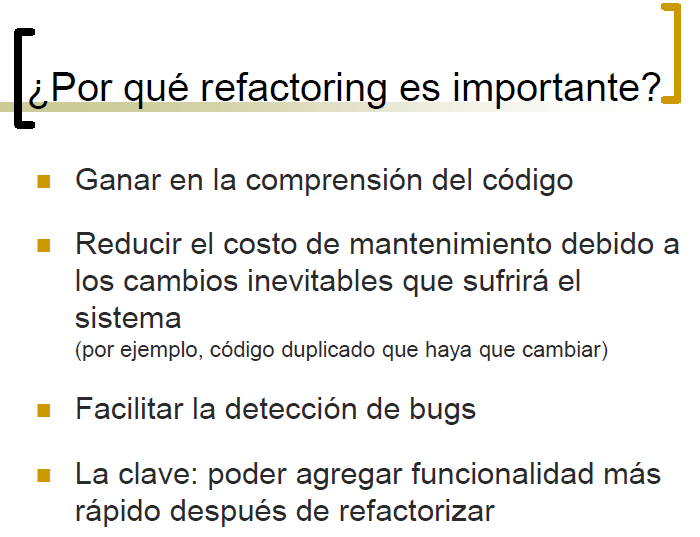 ¿Por qué refactoring es importante?
Ganar en la comprensión del código
Reducir el costo de mantenimiento debido a
los cambios inevitables que sufrirá el
sistema
(por ejemplo, código duplicado que haya que cambiar)
Facilitar la detección de bugs
La clave: poder agregar funcionalidad más
rápido después de refactorizar